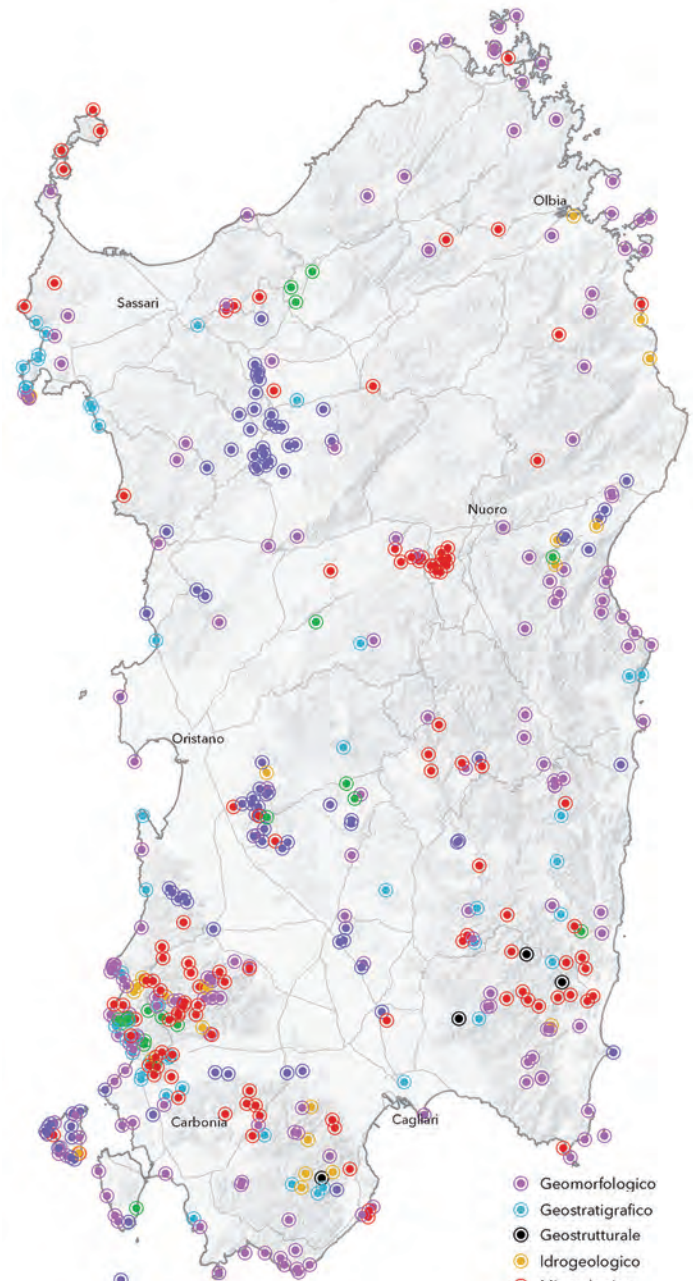 Olbia
Sassari
Nuoro
Oristano
Carbonia
Cagliari
Geomorfologico
Geostratigrafico
Geostrutturale
Idrogeologico